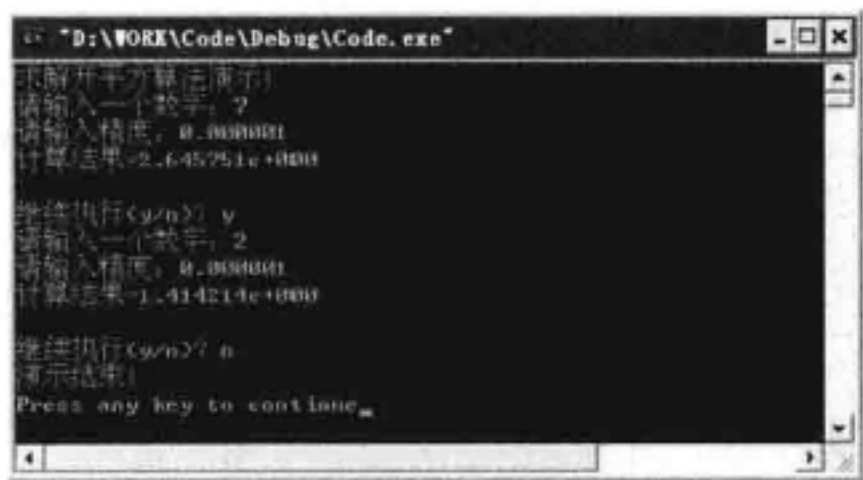 "D:\WORK\Code\Debug\Code.exe"
求解开平方算法演示!
请输入一个数字: 7
请输入精度: 0.000001
计算结果=2.645751e+000
继续执行(y/n)? y
请输入一个数字: 2
请输入精度: 0.000001
计算结果=1.414214e+000
继续执行(y/n)? n
演示结束!
Press any key to continue